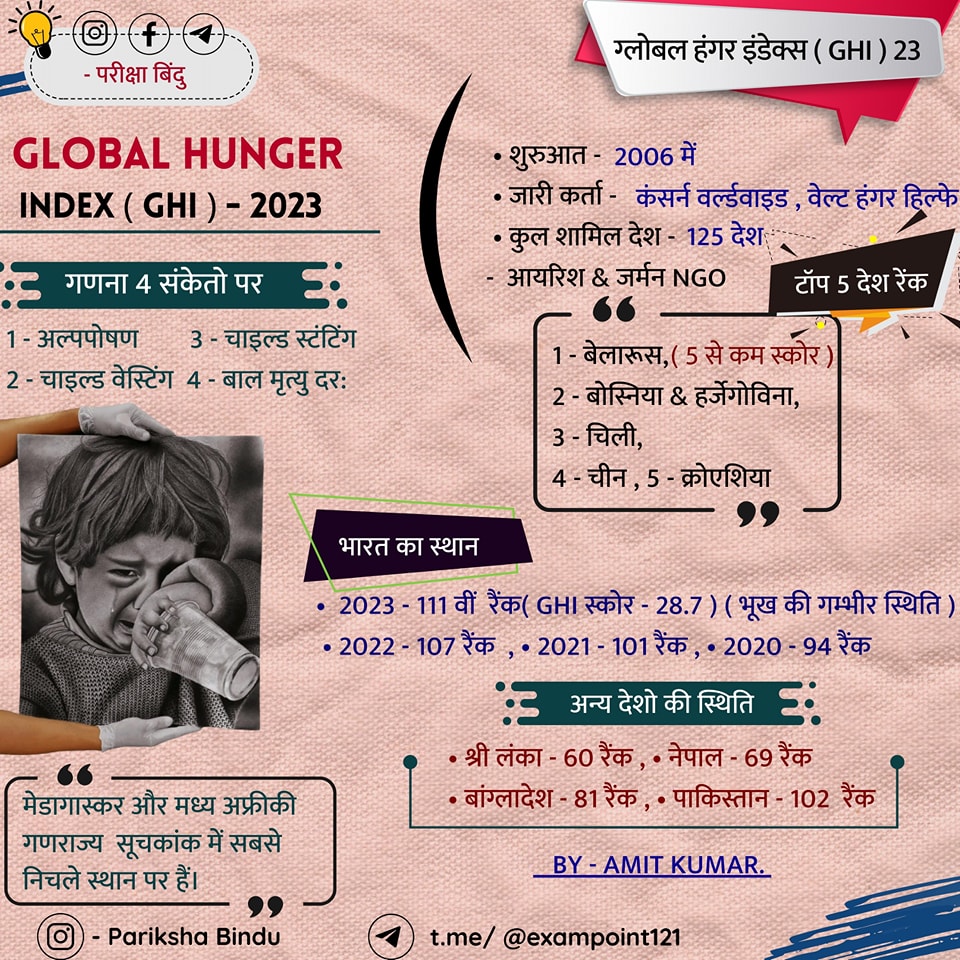 - परीक्षा बिंदु
ग्लोबल हंगर इंडेक्स ( GHI ) 23
GLOBAL HUNGER
INDEX ( GHI ) - 2023
गणना 4 संकेतो पर
1 - अल्पपोषण 3 - चाइल्ड स्टंटिंग
2 - चाइल्ड वेस्टिंग 4 - बाल मृत्यु दर:
• शुरुआत - 2006 में
• जारी कर्ता - कंसर्न वर्ल्डवाइड , वेल्ट हंगर हिल्फे
• कुल शामिल देश - 125 देश
- आयरिश & जर्मन NGO
टॉप 5 देश रेंक
1 - बेलारूस,( 5 से कम स्कोर )
2 - बोस्निया & हर्जेगोविना,
3 - चिली,
4 - चीन , 5 - क्रोएशिया
भारत का स्थान
• 2023 - 111 वीं रैंक( GHI स्कोर - 28.7 ) ( भूख की गम्भीर स्थिति )
• 2022 - 107 रैंक , • 2021 - 101 रैंक , • 2020 - 94 रैंक
अन्य देशो की स्थिति
• श्री लंका - 60 रैंक , • नेपाल - 69 रैंक
• बांग्लादेश - 81 रैंक , • पाकिस्तान - 102 रैंक
मेडागास्कर और मध्य अफ्रीकी
गणराज्य सूचकांक में सबसे
निचले स्थान पर हैं।
BY - AMIT KUMAR.
- Pariksha Bindu
t.me/ @exampoint121